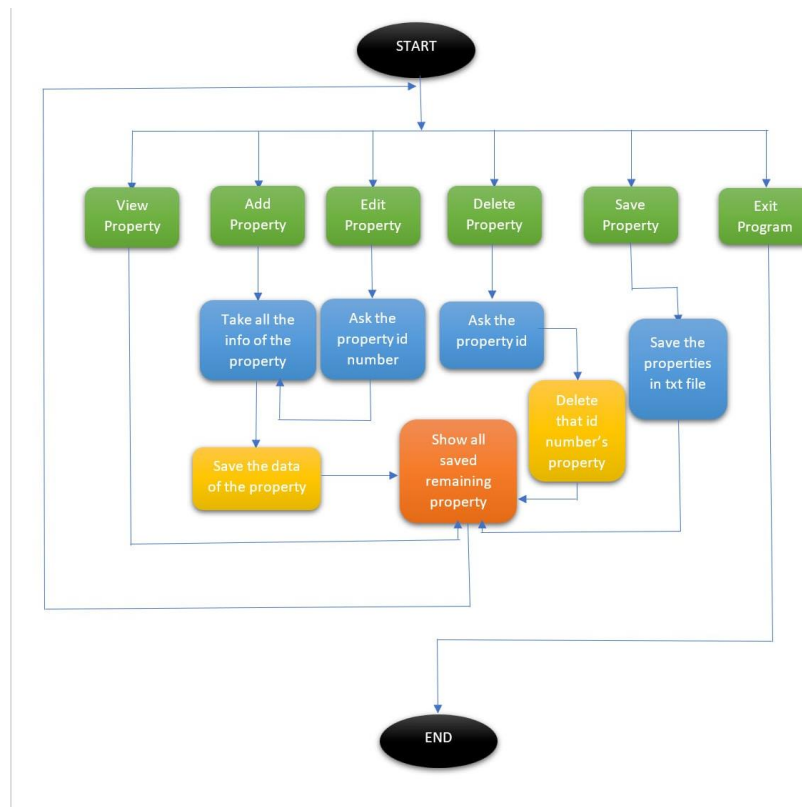 START
View
Property
Add
Property
Edit
Property
Delete
Property
Save
Property
Exit
Program
Take all the
info of the
property
Ask the
property id
number
Ask the
property id
Save the
properties
in txt file
Delete
that id
number's
property
Show all
saved
remaining
property
Save the data
of the property
END